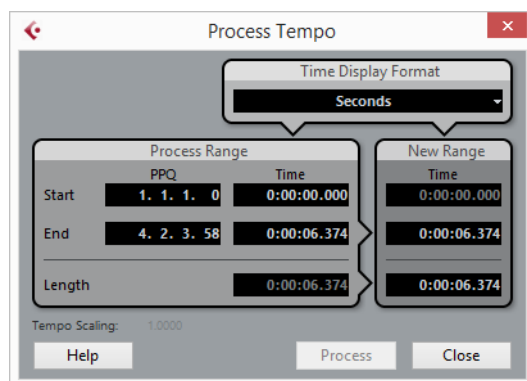 Process Tempo
Time Display Format
Seconds
Process Range
New Range
PPQ Time
Time
Start 1. 1. 1. 0 0:00:00.000
0:00:00.000
End 4. 2. 3. 58 0:00:06.374
0:00:06.374
Length 0:00:06.374
0:00:06.374
Tempo Scaling: 1.0000
Help
Process
Close